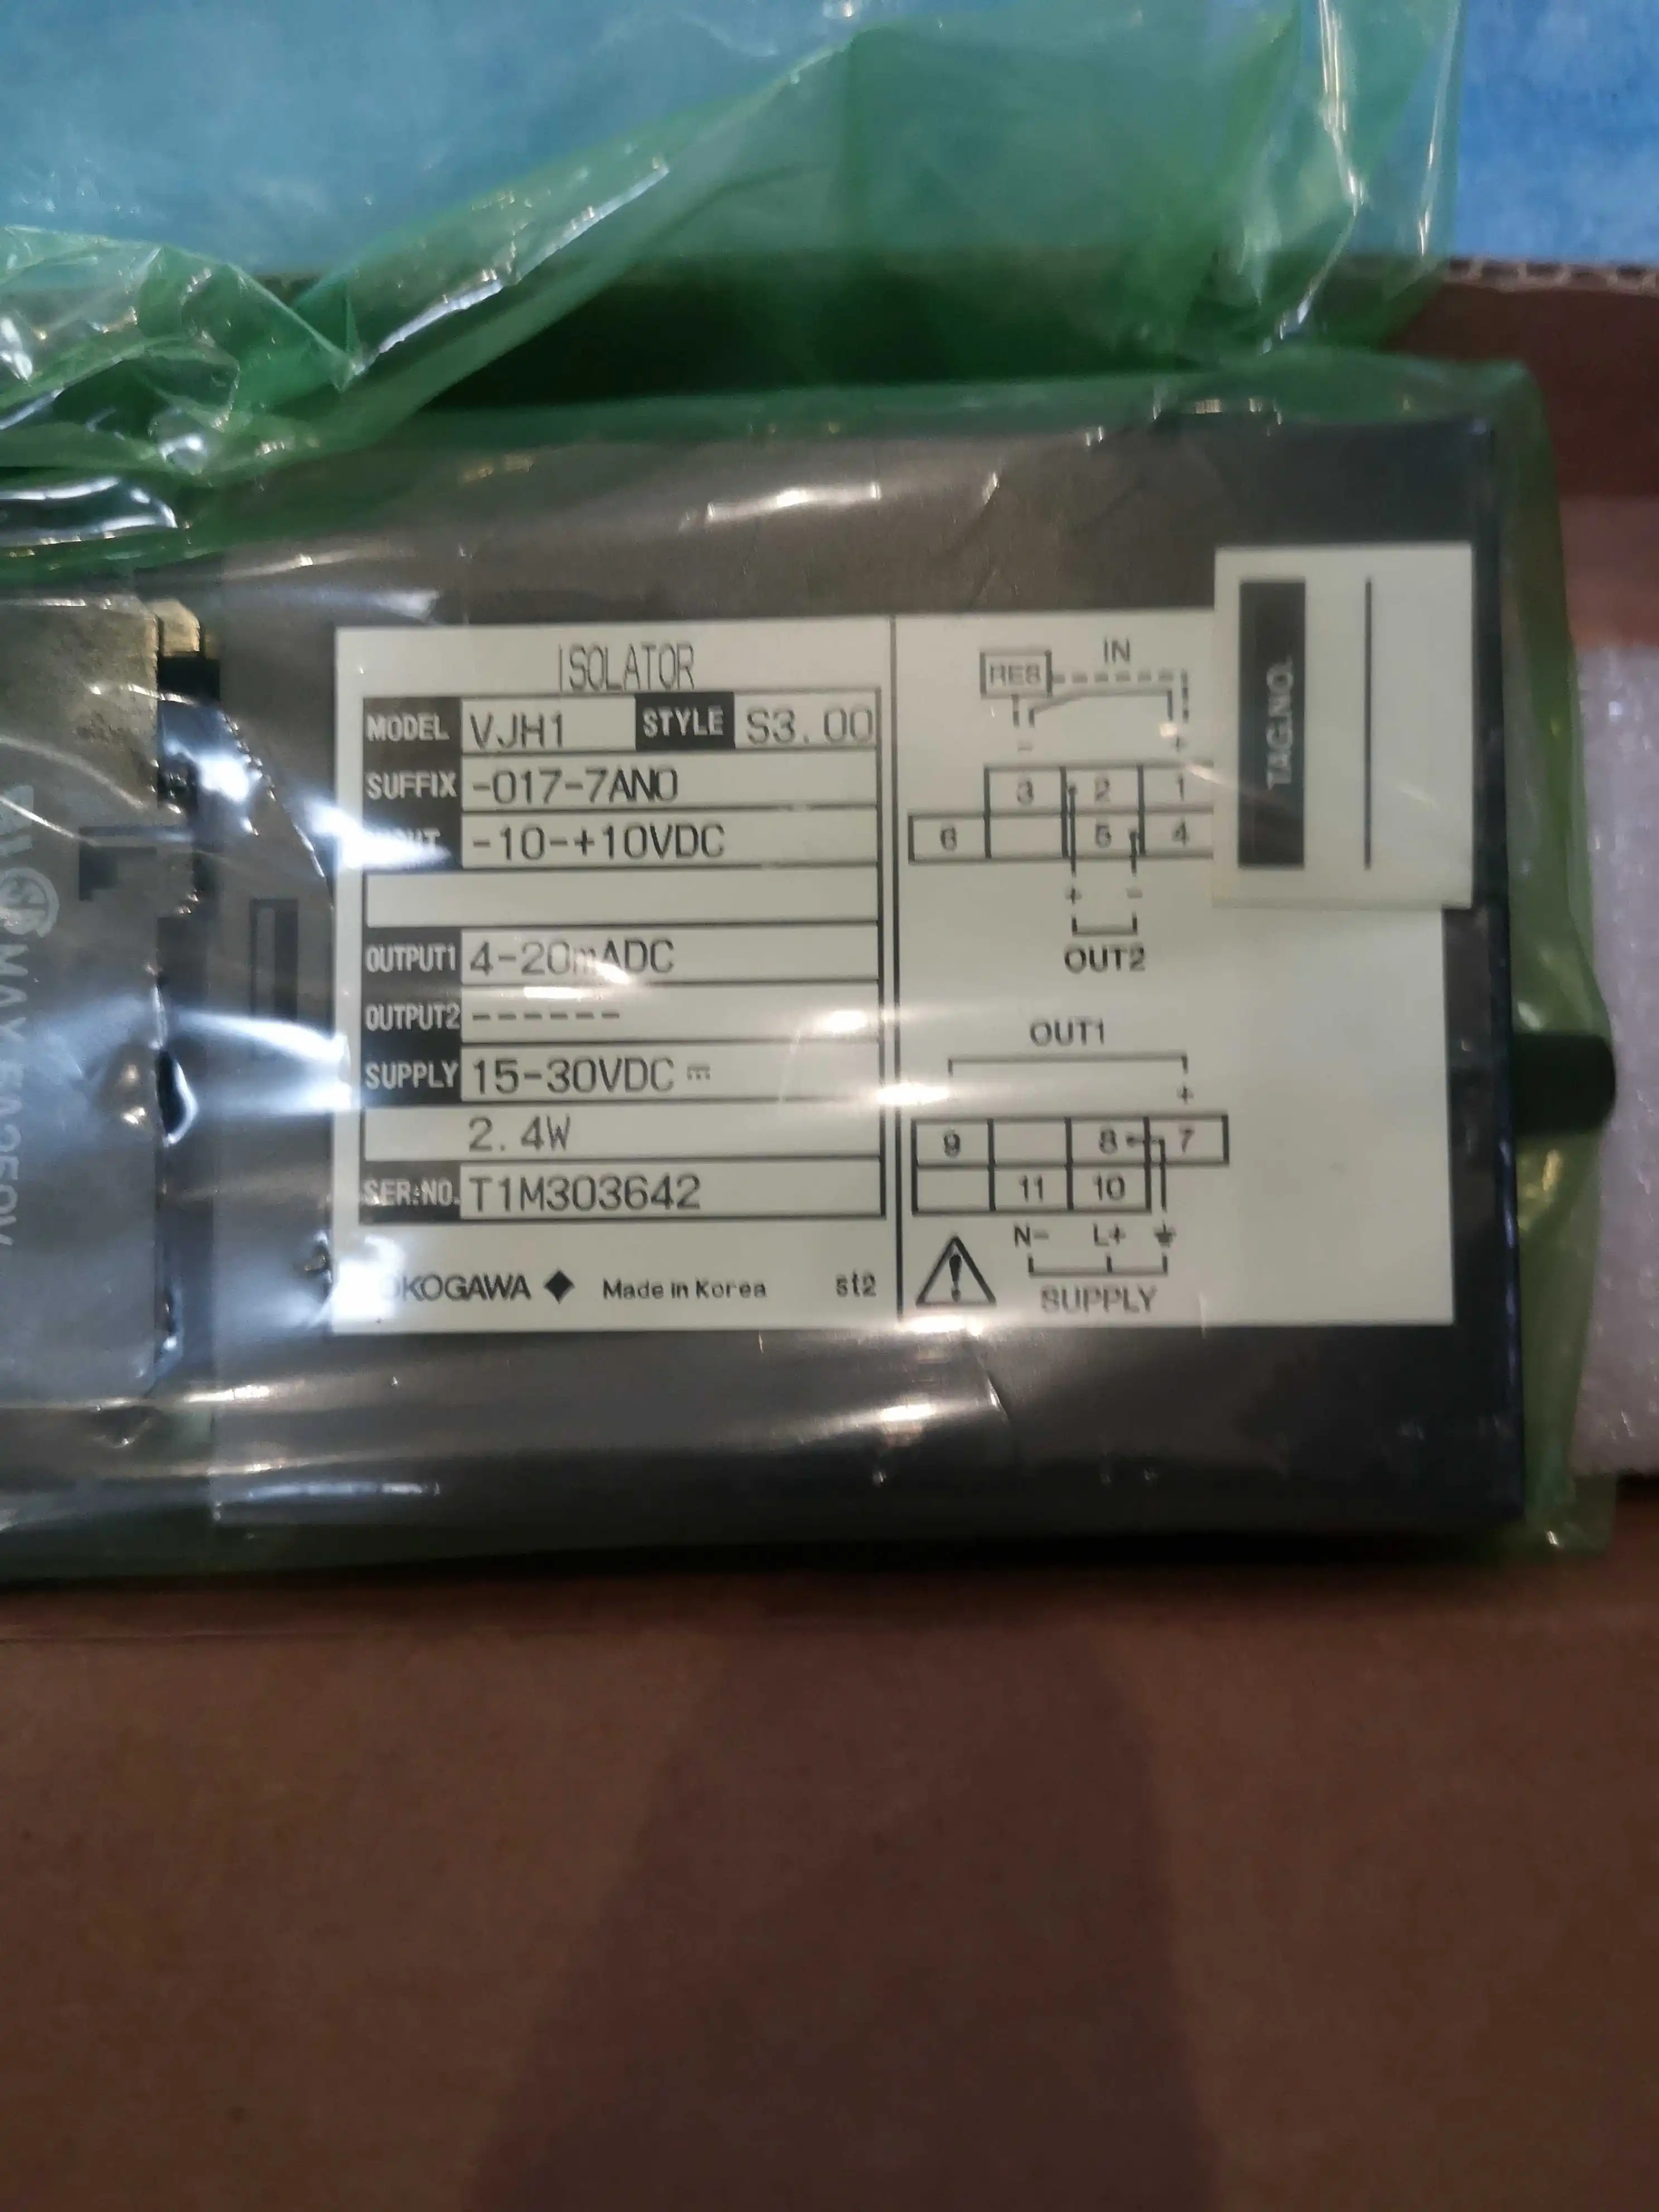 ISOLATOR
MODEL VJH1 STYLE S3.00
SUFFIX -017-7AN0
-10-+10VDC
OUTPUT1 4-20mADC
OUTPUT2 ------
SUPPLY 15-30VDC ⎓
2.4W
SER.NO. T1M303642
OKOGAWA ◆ Made in Korea st2
IN
RES
- +
3 2 1
6 5 4
+ -
OUT2
OUT1
+
9 8 7
11 10
N- L+ ⏚
SUPPLY
TAG.NO.